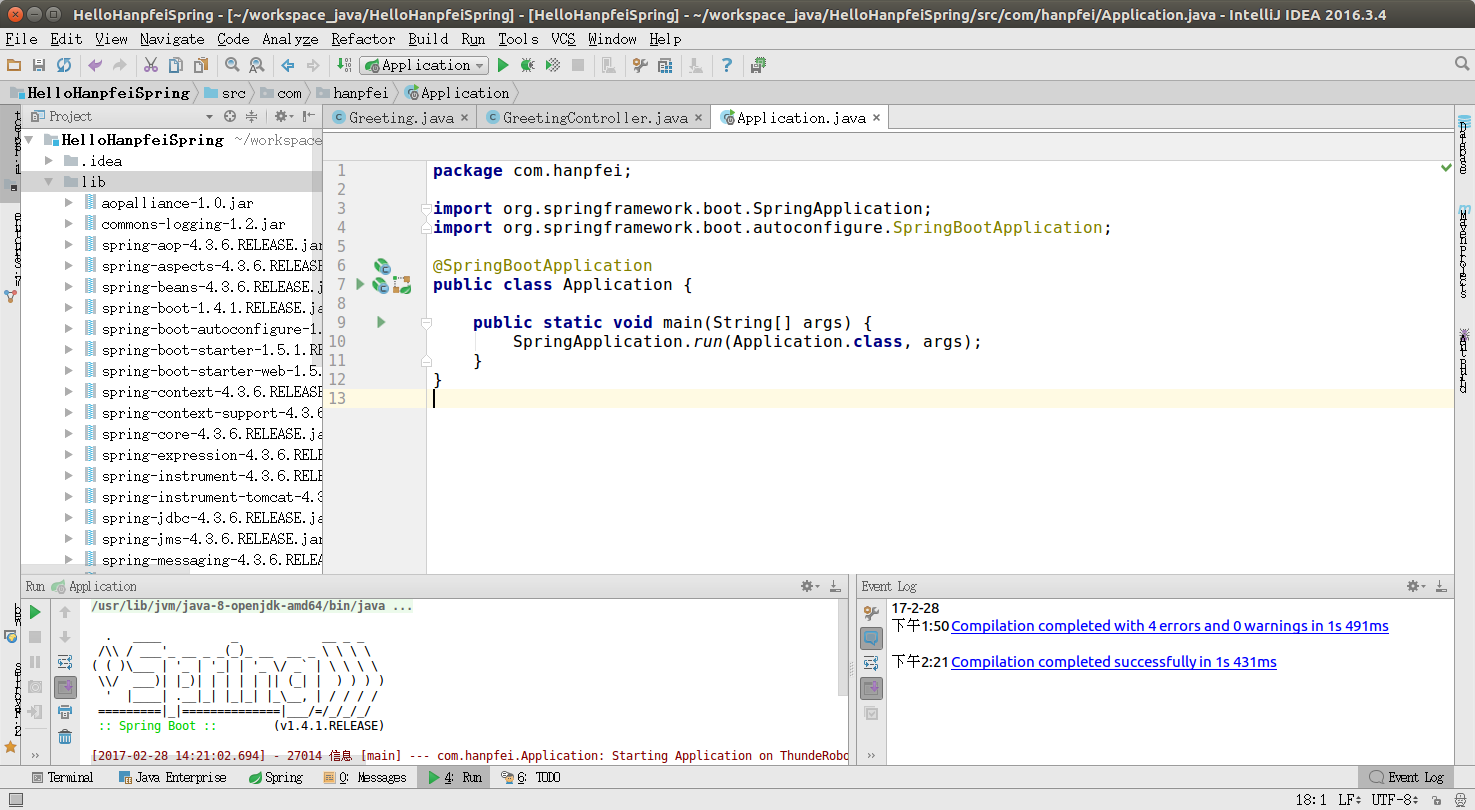 HelloHanpfeiSpring - [~/workspace_java/HelloHanpfeiSpring] - [HelloHanpfeiSpring] - ~/workspace_java/HelloHanpfeiSpring/src/com/hanpfei/Application.java - IntelliJ IDEA 2016.3.4
File Edit View Navigate Code Analyze Refactor Build Run Tools VCS Window Help
Application
HelloHanpfeiSpring src com hanpfei Application
Project
Greeting.java × GreetingController.java × Application.java ×
HelloHanpfeiSpring ~/workspace
.idea
lib
aopalliance-1.0.jar
commons-logging-1.2.jar
spring-aop-4.3.6.RELEASE.jar
spring-aspects-4.3.6.RELEASE
spring-beans-4.3.6.RELEASE.j
spring-boot-1.4.1.RELEASE.ja
spring-boot-autoconfigure-1.
spring-boot-starter-1.5.1.RE
spring-boot-starter-web-1.5.
spring-context-4.3.6.RELEASE
spring-context-support-4.3.6
spring-core-4.3.6.RELEASE.ja
spring-expression-4.3.6.RELE
spring-instrument-4.3.6.RELE
spring-instrument-tomcat-4.3
spring-jdbc-4.3.6.RELEASE.ja
spring-jms-4.3.6.RELEASE.jar
spring-messaging-4.3.6.RELEA
1 package com.hanpfei;
2
3 import org.springframework.boot.SpringApplication;
4 import org.springframework.boot.autoconfigure.SpringBootApplication;
5
6 @SpringBootApplication
7 public class Application {
8
9 public static void main(String[] args) {
10 SpringApplication.run(Application.class, args);
11 }
12 }
13
Database
Maven Projects
Ant Build
Run Application
/usr/lib/jvm/java-8-openjdk-amd64/bin/java ...
:: Spring Boot :: (v1.4.1.RELEASE)
[2017-02-28 14:21:02.694] - 27014 信息 [main] --- com.hanpfei.Application: Starting Application on ThundeRobo
Event Log
17-2-28
下午1:50 Compilation completed with 4 errors and 0 warnings in 1s 491ms
下午2:21 Compilation completed successfully in 1s 431ms
Terminal Java Enterprise Spring 0: Messages 4: Run 6: TODO Event Log
18:1 LF UTF-8